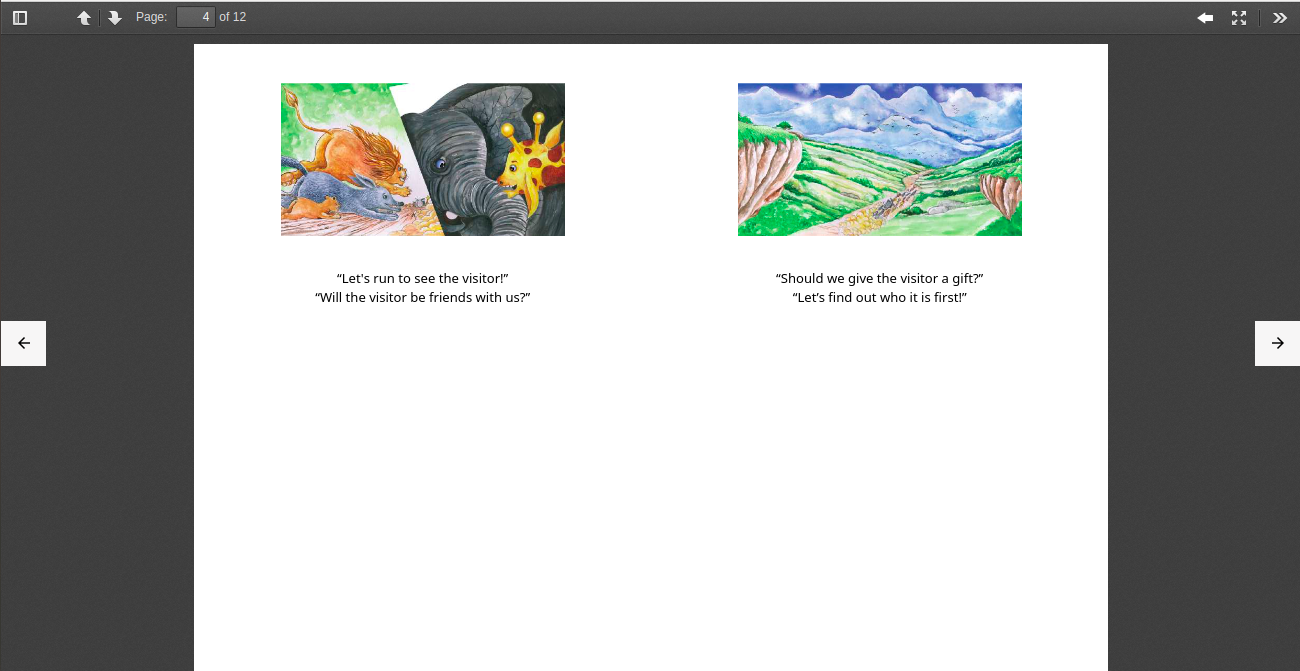 Page: 4 of 12
“Let's run to see the visitor!”
“Will the visitor be friends with us?”
“Should we give the visitor a gift?”
“Let’s find out who it is first!”